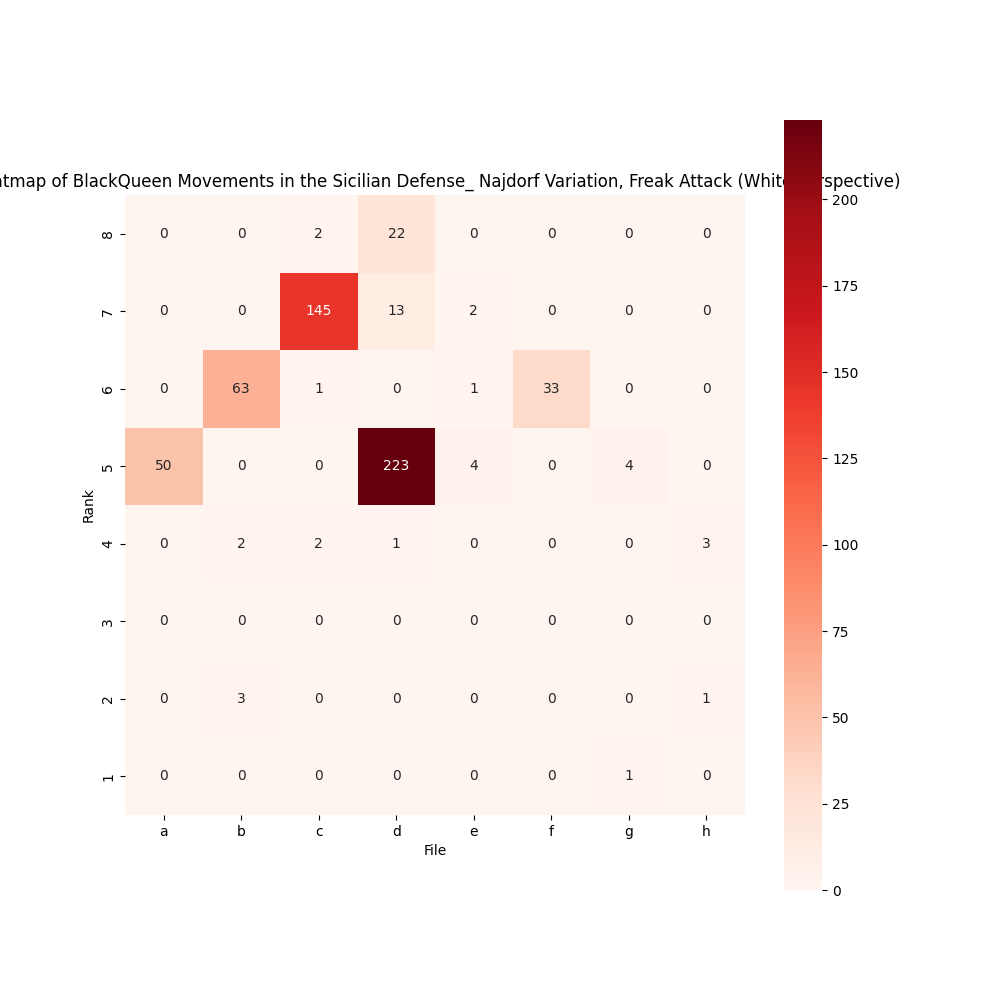 atmap of BlackQueen Movements in the Sicilian Defense_ Najdorf Variation, Freak Attack (White rspective)
8 0 0 2 22 0 0 0 0
7 0 0 145 13 2 0 0 0
6 0 63 1 0 1 33 0 0
5 50 0 0 223 4 0 4 0
4 0 2 2 1 0 0 0 3
3 0 0 0 0 0 0 0 0
2 0 3 0 0 0 0 0 1
1 0 0 0 0 0 0 1 0
a b c d e f g h
File
Rank
200
175
150
125
100
75
50
25
0